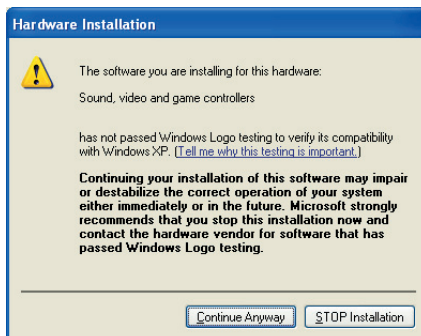 Hardware Installation
The software you are installing for this hardware:
Sound, video and game controllers
has not passed Windows Logo testing to verify its compatibility
with Windows XP. (Tell me why this testing is important.)
Continuing your installation of this software may impair
or destabilize the correct operation of your system
either immediately or in the future. Microsoft strongly
recommends that you stop this installation now and
contact the hardware vendor for software that has
passed Windows Logo testing.
Continue Anyway
STOP Installation